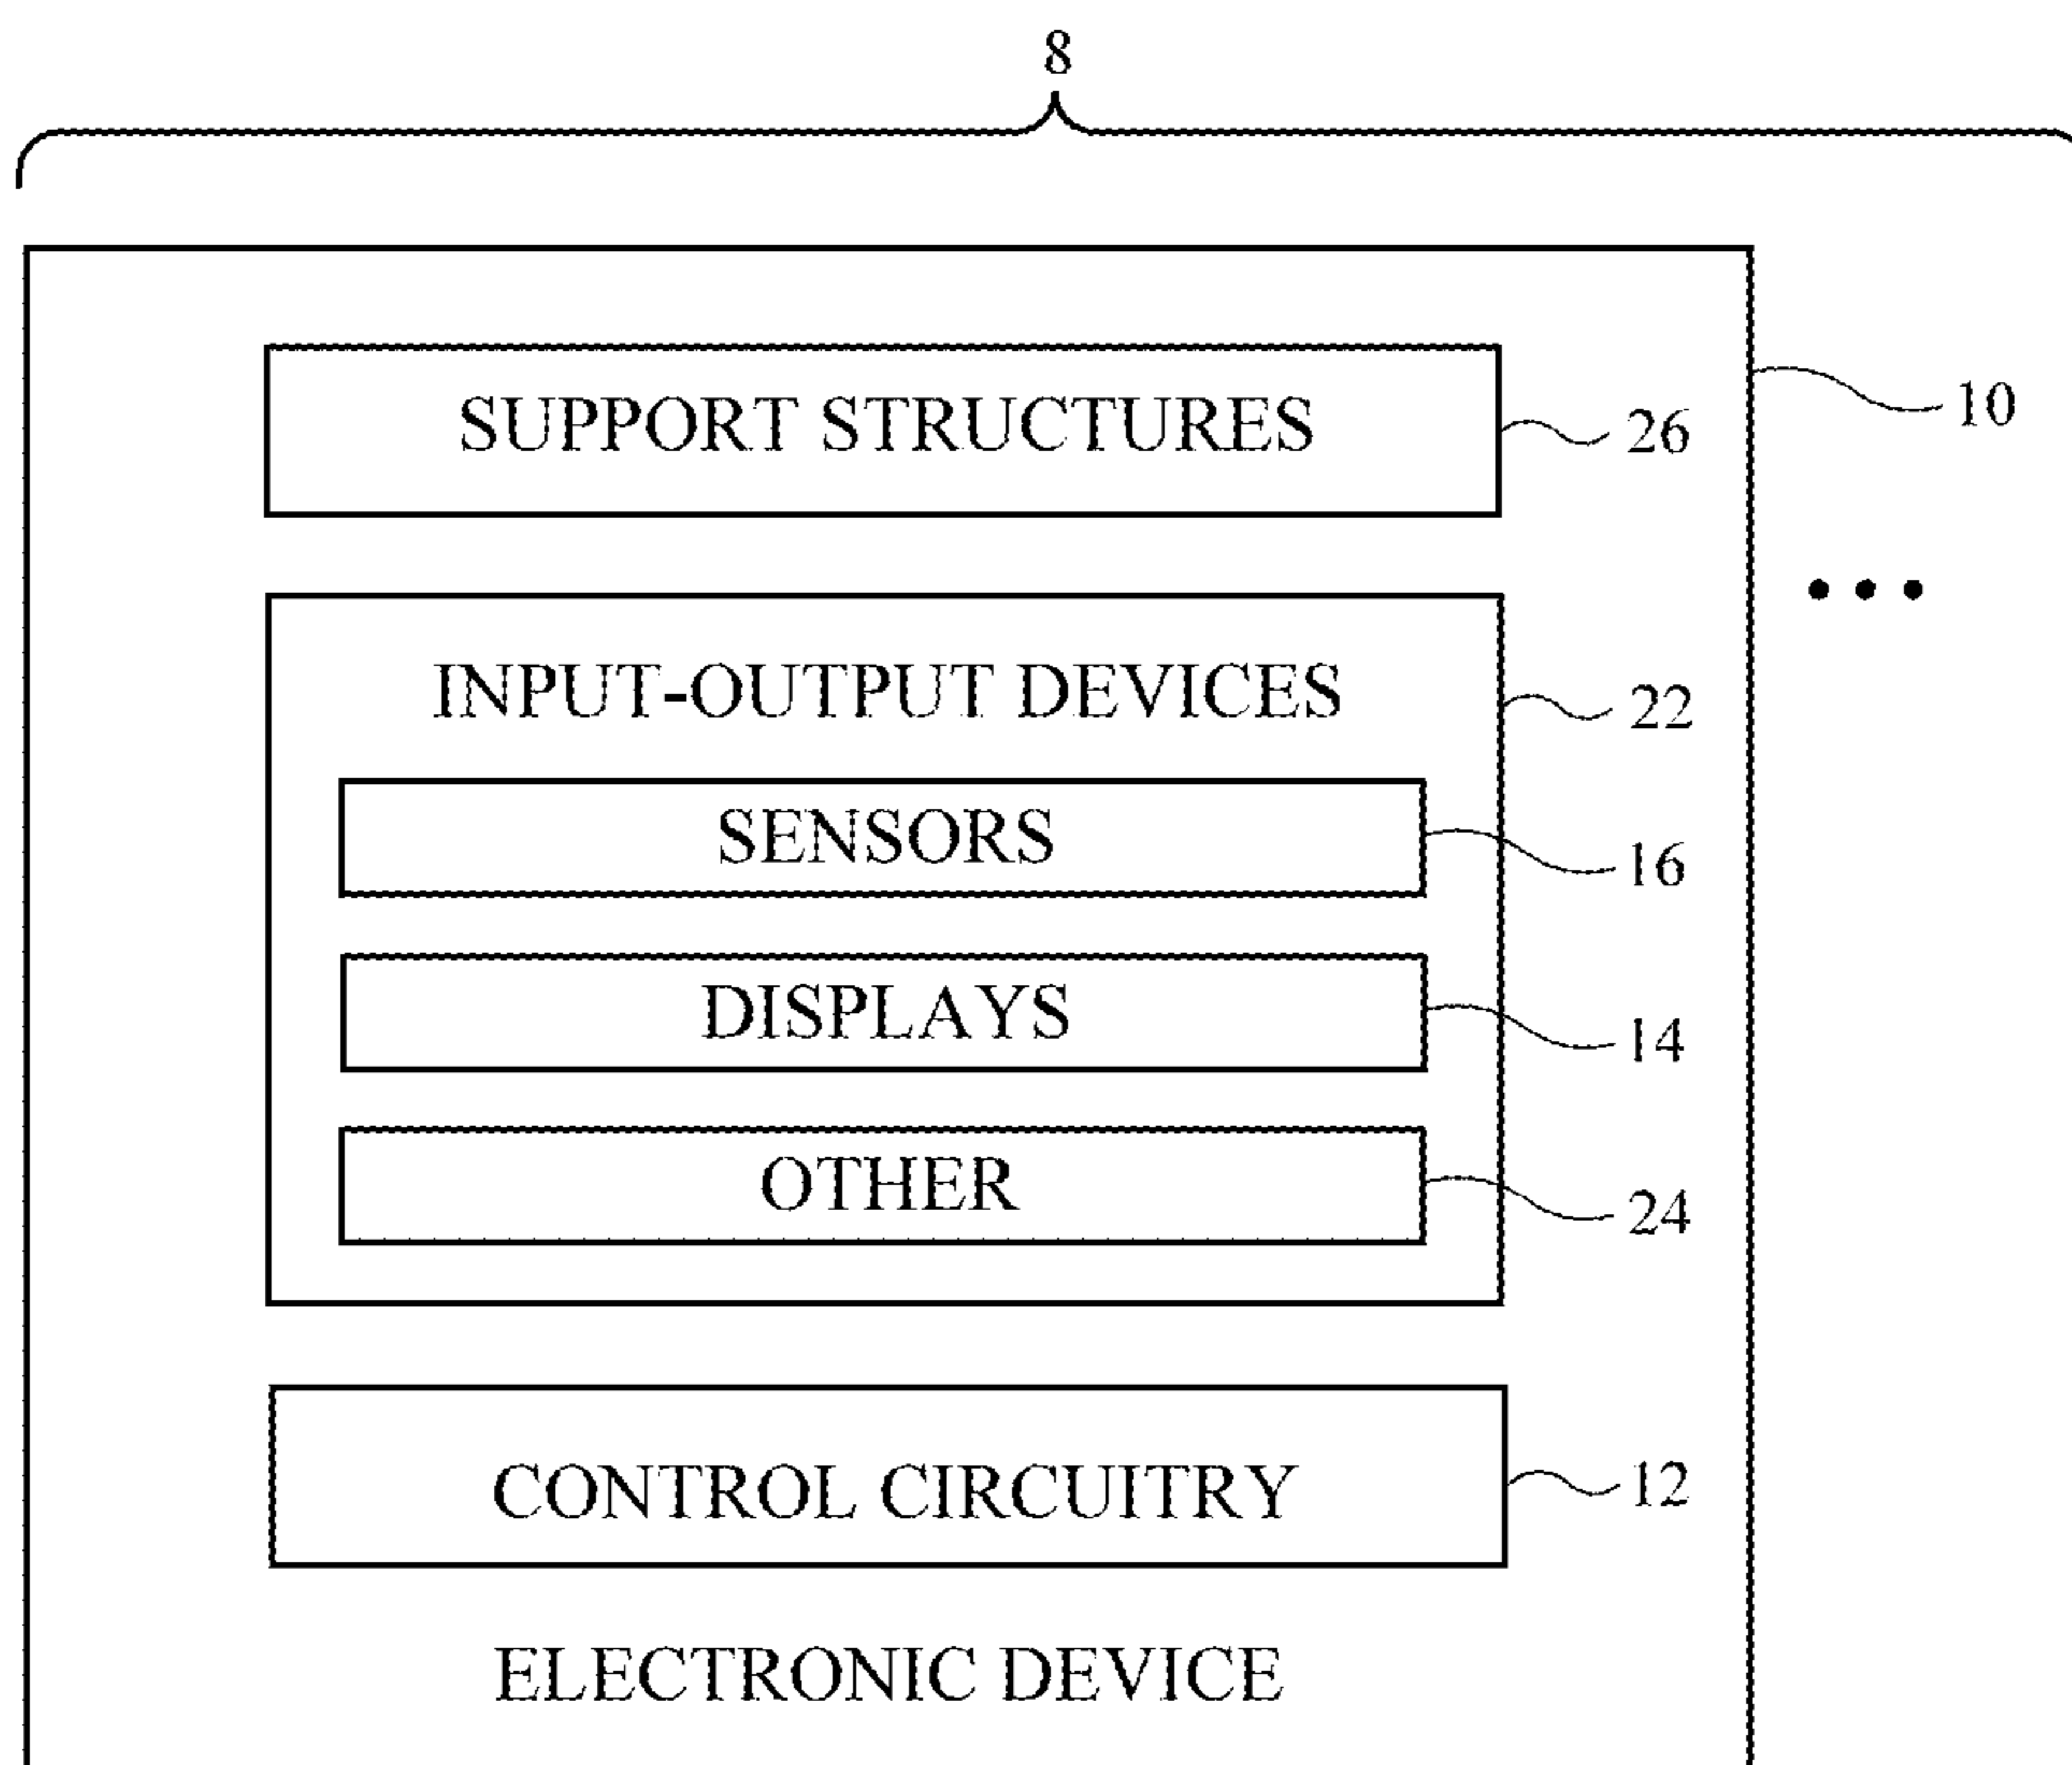 8
10
SUPPORT STRUCTURES
26
INPUT-OUTPUT DEVICES
22
SENSORS
16
DISPLAYS
14
OTHER
24
CONTROL CIRCUITRY
12
ELECTRONIC DEVICE